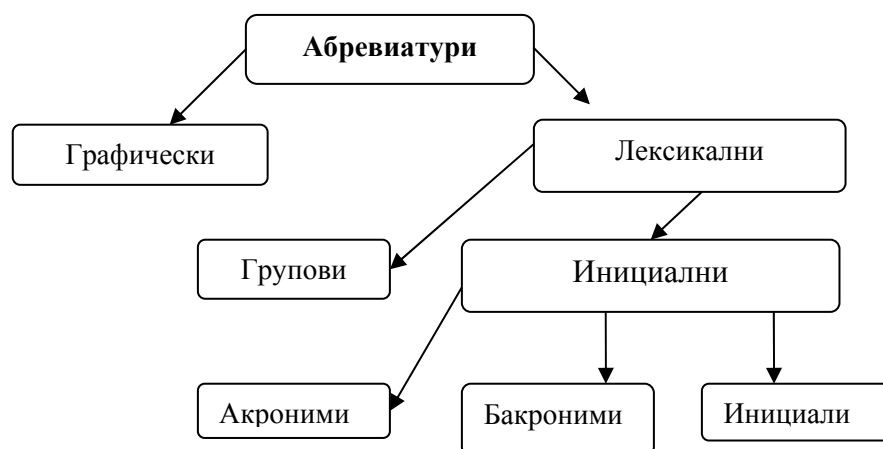 Абревиатури
Графически
Лексикални
Групови
Инициални
Акроними
Бакроними
Инициали